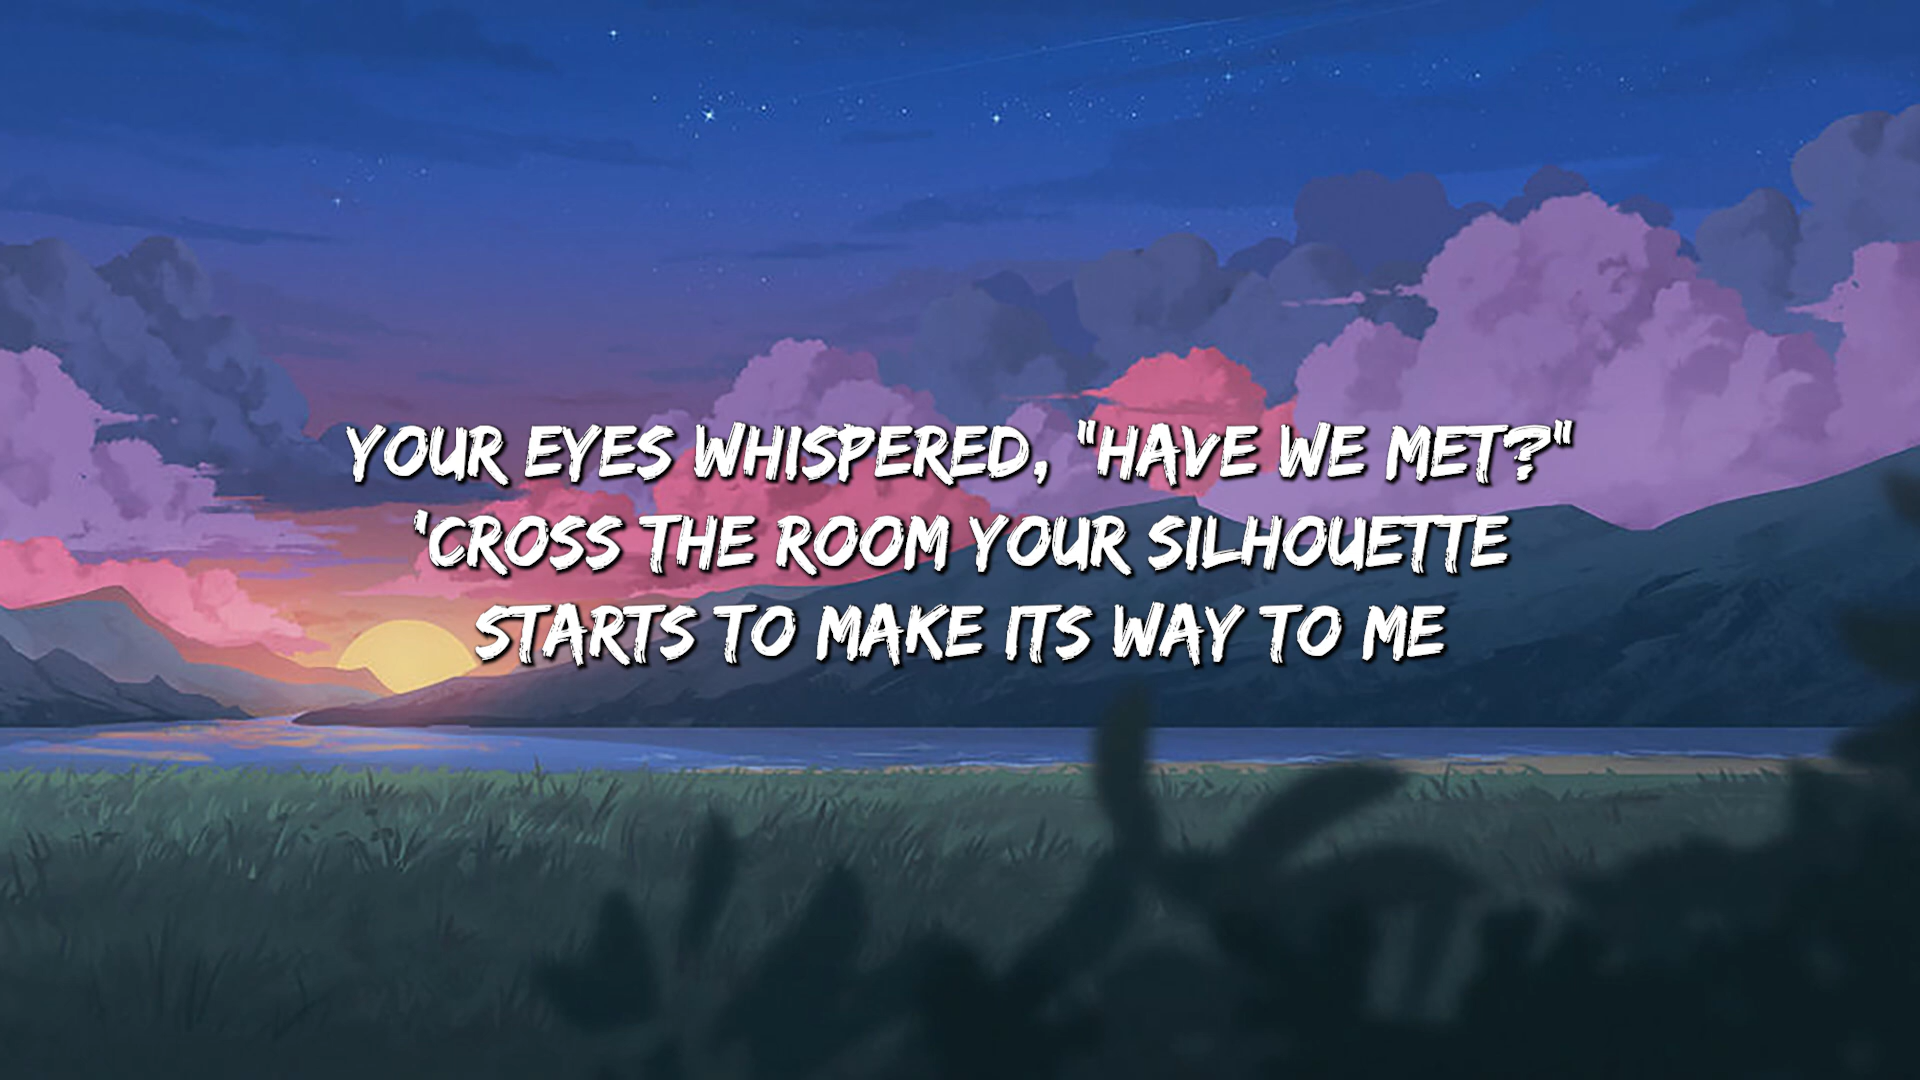 YOUR EYES WHISPERED, "HAVE WE MET?"
'CROSS THE ROOM YOUR SILHOUETTE
STARTS TO MAKE ITS WAY TO ME